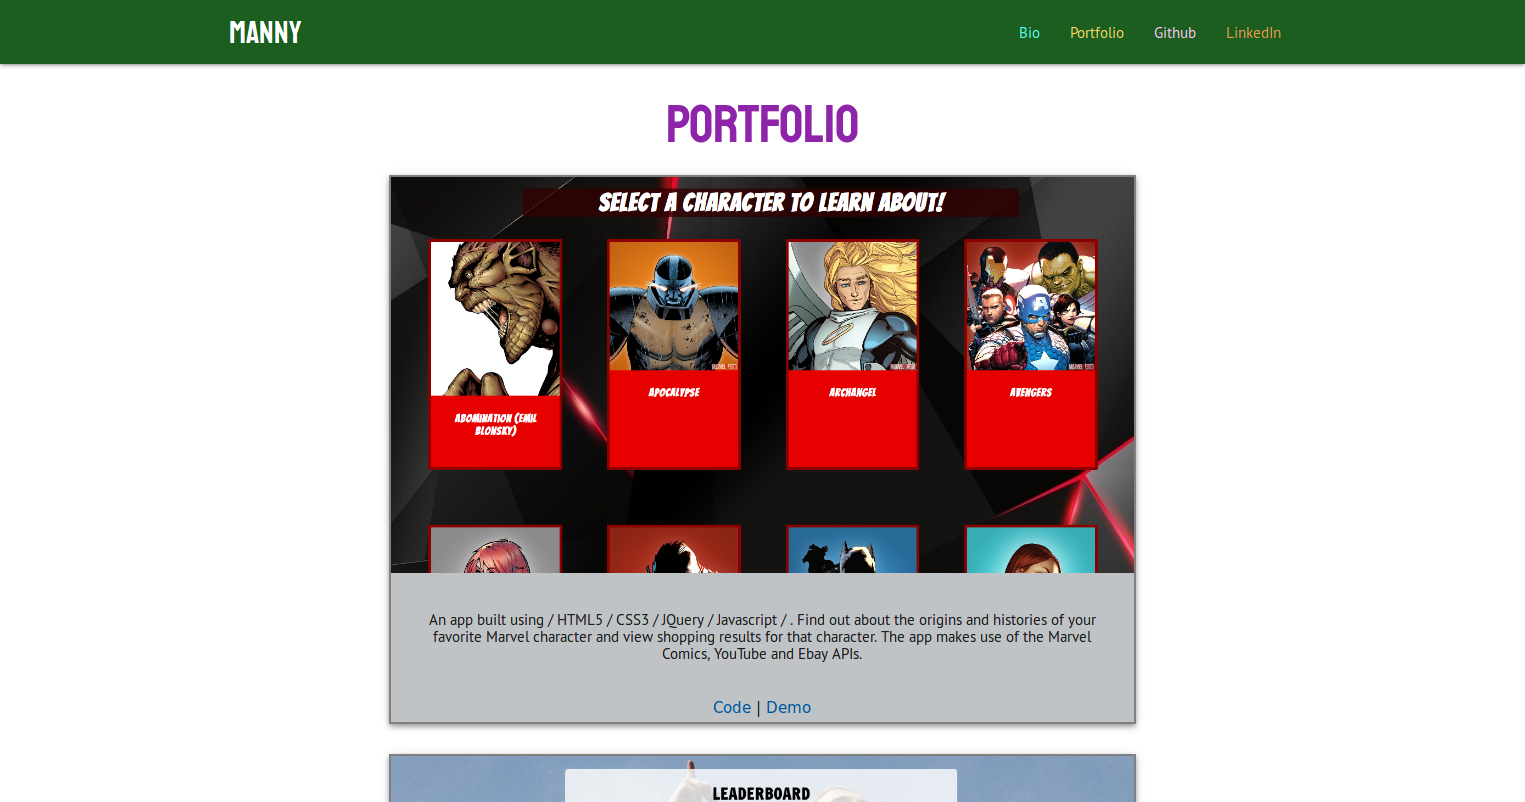 MANNY
Bio
Portfolio
Github
LinkedIn
PORTFOLIO
SELECT A CHARACTER TO LEARN ABOUT!
ABOMINATION (EMIL
BLONSKY)
APOCALYPSE
ARCHANGEL
AVENGERS
An app built using / HTML5 / CSS3 / JQuery / Javascript / . Find out about the origins and histories of your
favorite Marvel character and view shopping results for that character. The app makes use of the Marvel
Comics, YouTube and Ebay APIs.
Code | Demo
LEADERBOARD